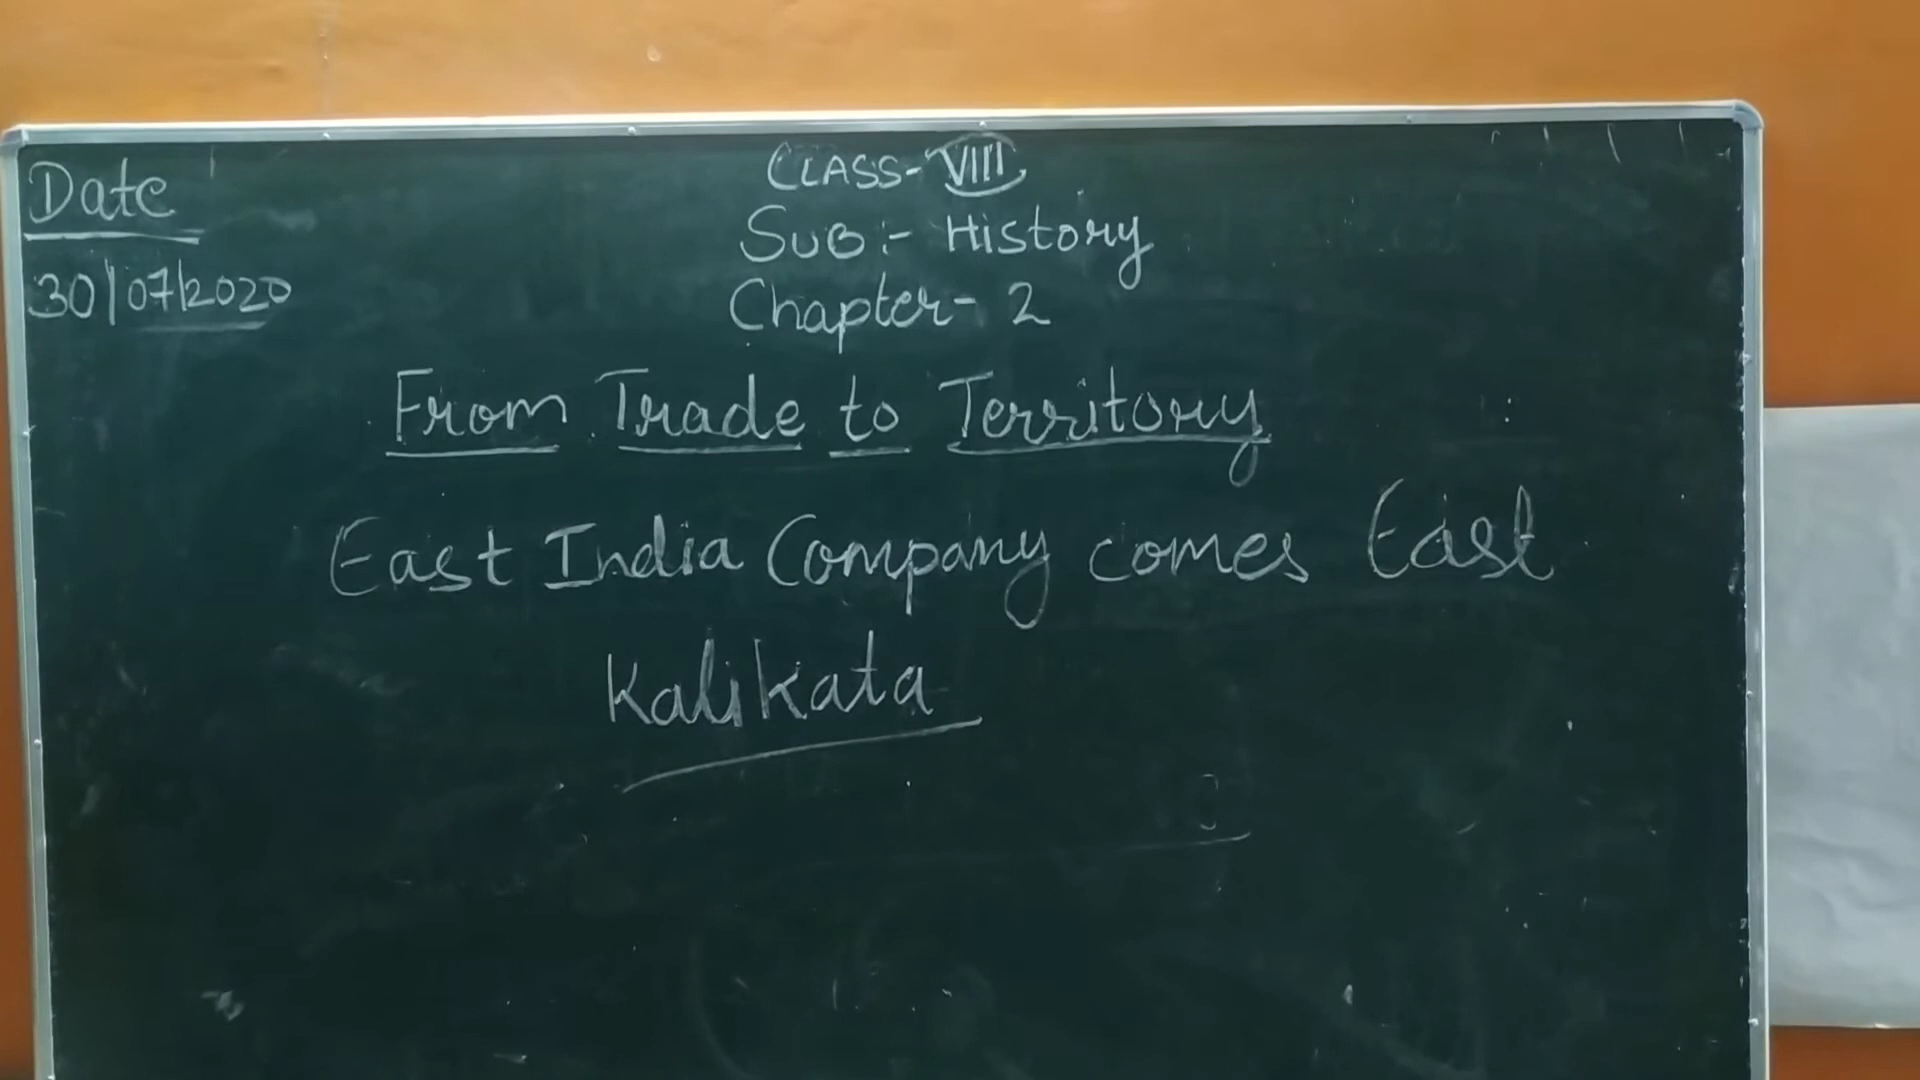 Date
30/07/2020
CLASS-VIII
SUB:- History
Chapter- 2
From Trade to Territory
East India Company comes East
Kalikata